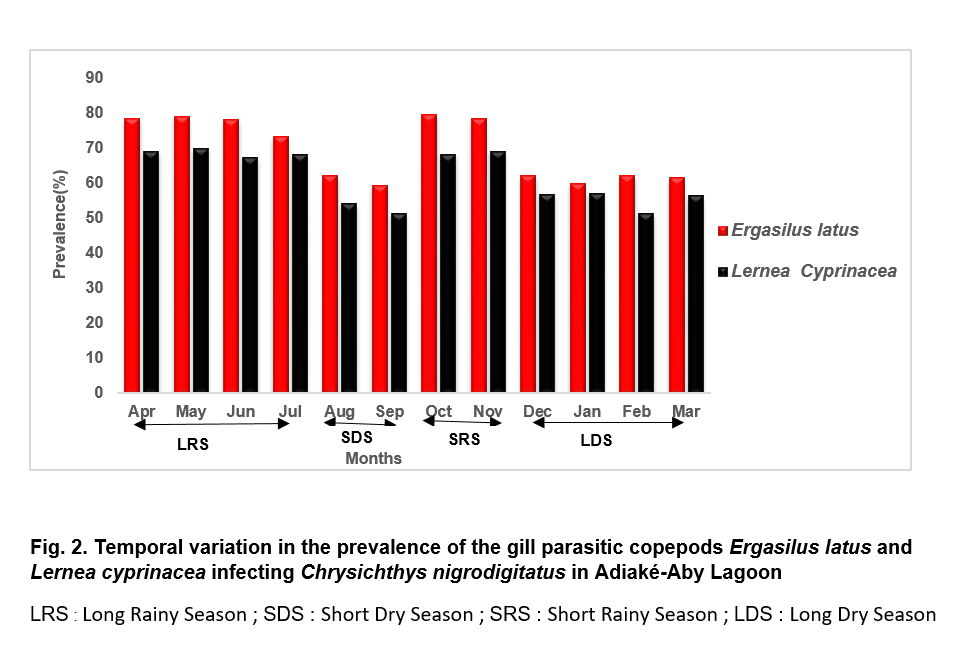 90
80
70
60
50
40
30
20
10
0
Prevalence(%)
Apr May Jun Jul Aug Sep Oct Nov Dec Jan Feb Mar
LRS SDS SRS LDS
Months
Ergasilus latus
Lernea Cyprinacea
Fig. 2. Temporal variation in the prevalence of the gill parasitic copepods Ergasilus latus and
Lernea cyprinacea infecting Chrysichthys nigrodigitatus in Adiaké-Aby Lagoon
LRS : Long Rainy Season ; SDS : Short Dry Season ; SRS : Short Rainy Season ; LDS : Long Dry Season